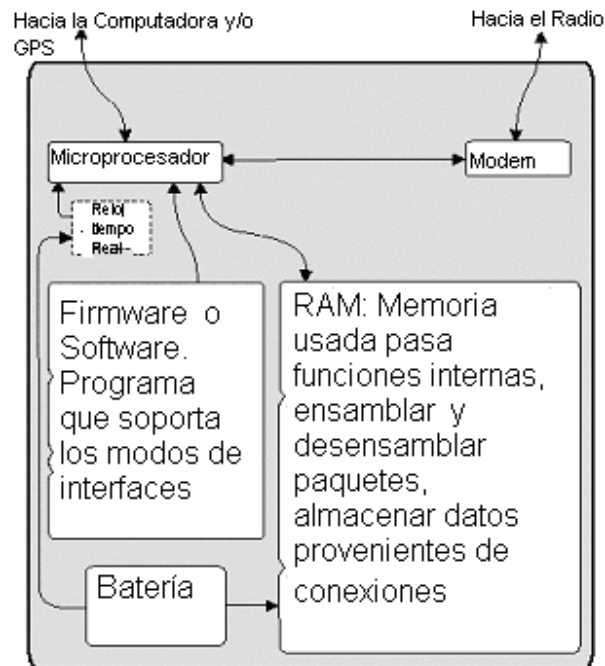 Hacia la Computadora y/o
GPS
Hacia el Radio
Microprocesador
Modem
Reloj
tiempo
Real
Firmware o
Software.
Programa
que soporta
los modos de
interfaces
RAM: Memoria
usada pasa
funciones internas,
ensamblar y
desensamblar
paquetes,
almacenar datos
provenientes de
conexiones
Batería